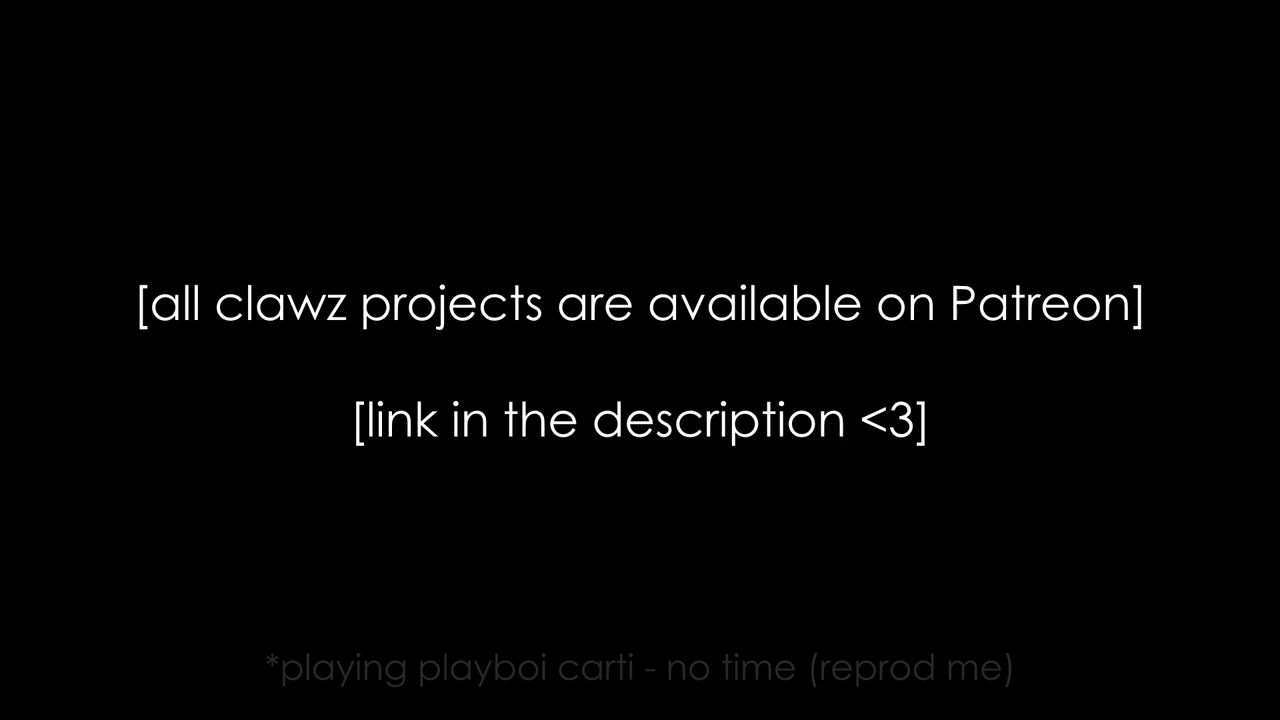 [all clawz projects are available on Patreon]
[link in the description <3]
*playing playboi carti - no time (reprod me)